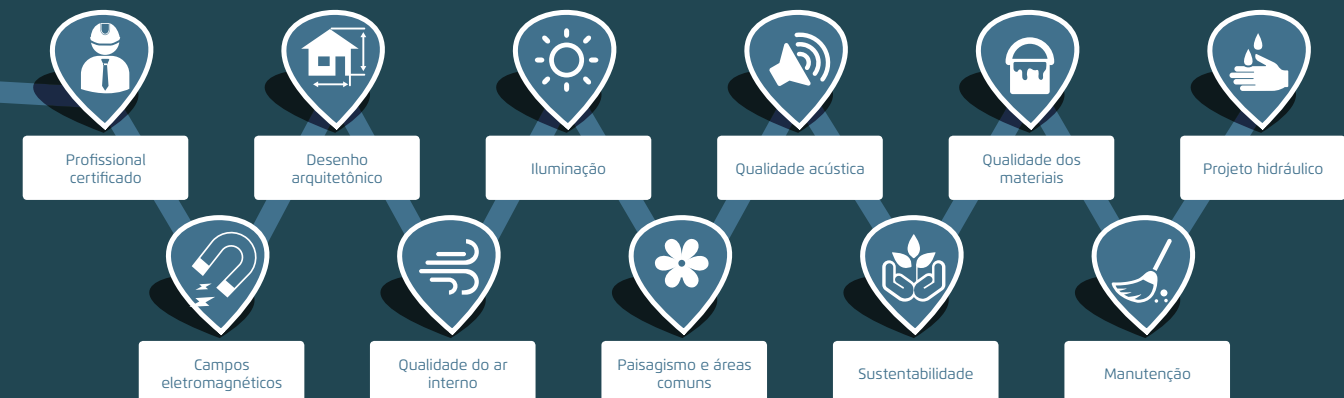 Profissional
certificado
Desenho
arquitetônico
Iluminação
Qualidade acústica
Qualidade dos
materiais
Projeto hidráulico
Campos
eletromagnéticos
Qualidade do ar
interno
Paisagismo e áreas
comuns
Sustentabilidade
Manutenção